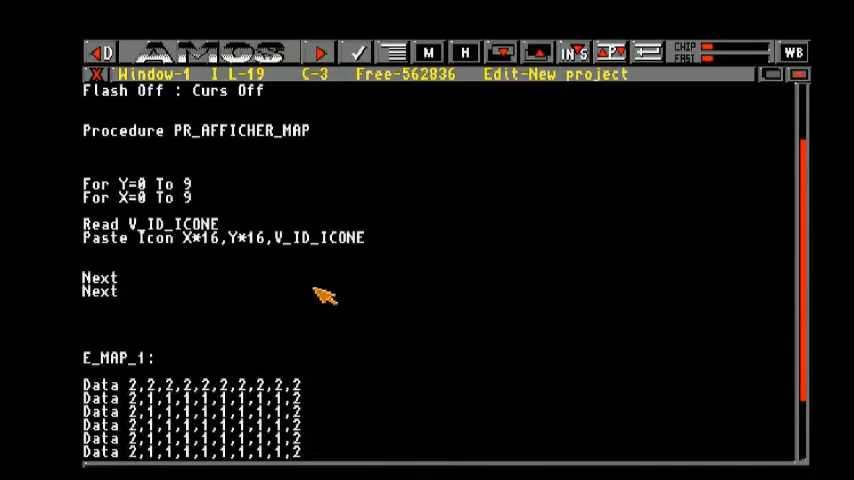 D AMOS M H INS AP CHIP FAST WB
X Window-1 I L-19 C-3 Free-562836 Edit-New project
Flash Off : Curs Off
Procedure PR_AFFICHER_MAP
For Y=0 To 9
For X=0 To 9
Read V_ID_ICONE
Paste Icon X*16,Y*16,V_ID_ICONE
Next
Next
E_MAP_1:
Data 2,2,2,2,2,2,2,2,2,2
Data 2,1,1,1,1,1,1,1,1,2
Data 2,1,1,1,1,1,1,1,1,2
Data 2,1,1,1,1,1,1,1,1,2
Data 2,1,1,1,1,1,1,1,1,2
Data 2,1,1,1,1,1,1,1,1,2